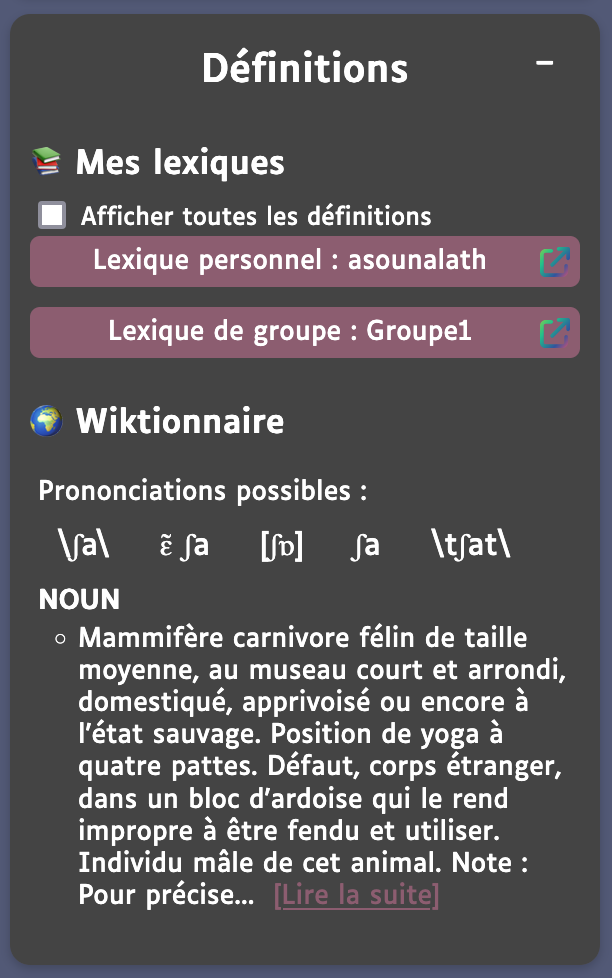 Définitions
–
Mes lexiques
Afficher toutes les définitions
Lexique personnel : asounalath
Lexique de groupe : Groupe1
Wiktionnaire
Prononciations possibles :
\ʃa\ ɛ̃ ʃa [ʃɒ] ʃa \tʃat\
NOUN
◦ Mammifère carnivore félin de taille
moyenne, au museau court et arrondi,
domestiqué, apprivoisé ou encore à
l'état sauvage. Position de yoga à
quatre pattes. Défaut, corps étranger,
dans un bloc d'ardoise qui le rend
impropre à être fendu et utiliser.
Individu mâle de cet animal. Note :
Pour précise... [Lire la suite]